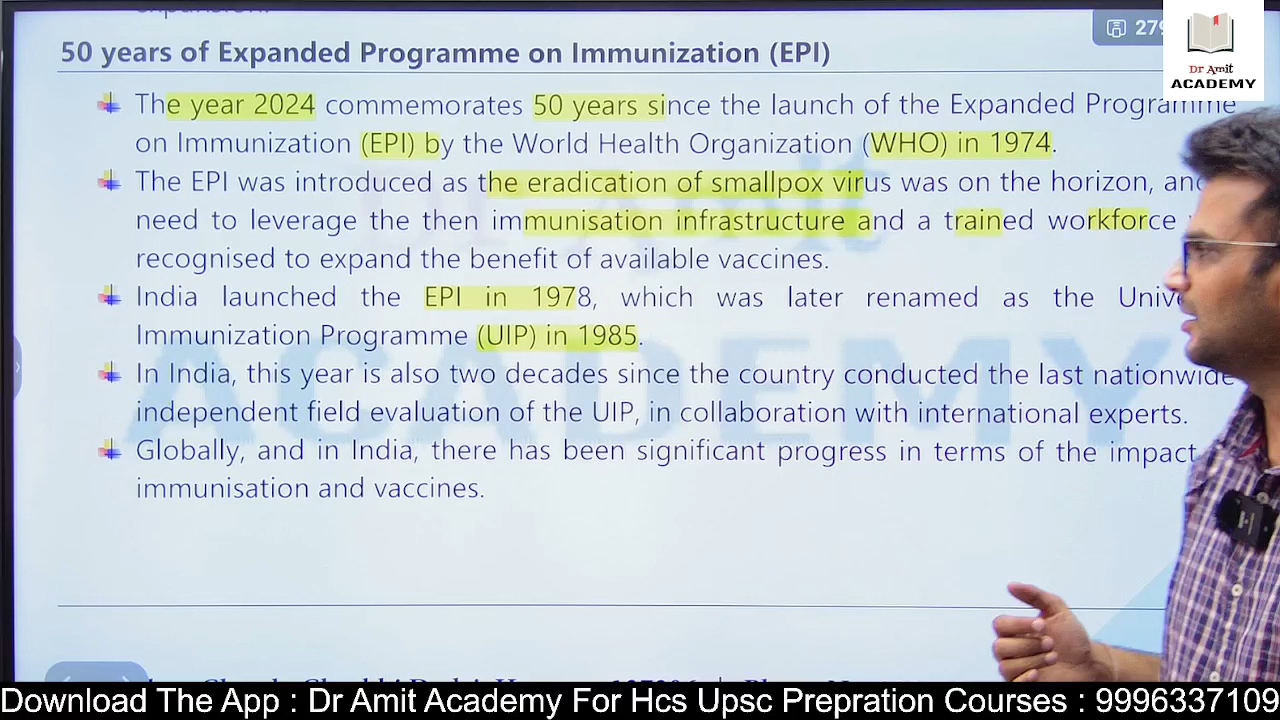 expansion.
279
50 years of Expanded Programme on Immunization (EPI)
Dr Amit
ACADEMY
The year 2024 commemorates 50 years since the launch of the Expanded Programme
on Immunization (EPI) by the World Health Organization (WHO) in 1974.
The EPI was introduced as the eradication of smallpox virus was on the horizon, and
need to leverage the then immunisation infrastructure and a trained workforce
recognised to expand the benefit of available vaccines.
India launched the EPI in 1978, which was later renamed as the
Immunization Programme (UIP) in 1985.
In India, this year is also two decades since the country conducted the last nationwide
independent field evaluation of the UIP, in collaboration with international experts.
Globally, and in India, there has been significant progress in terms of the impact
immunisation and vaccines.
Dr Amit
ACADEMY
Download The App : Dr Amit Academy For Hcs Upsc Prepration Courses : 9996337109